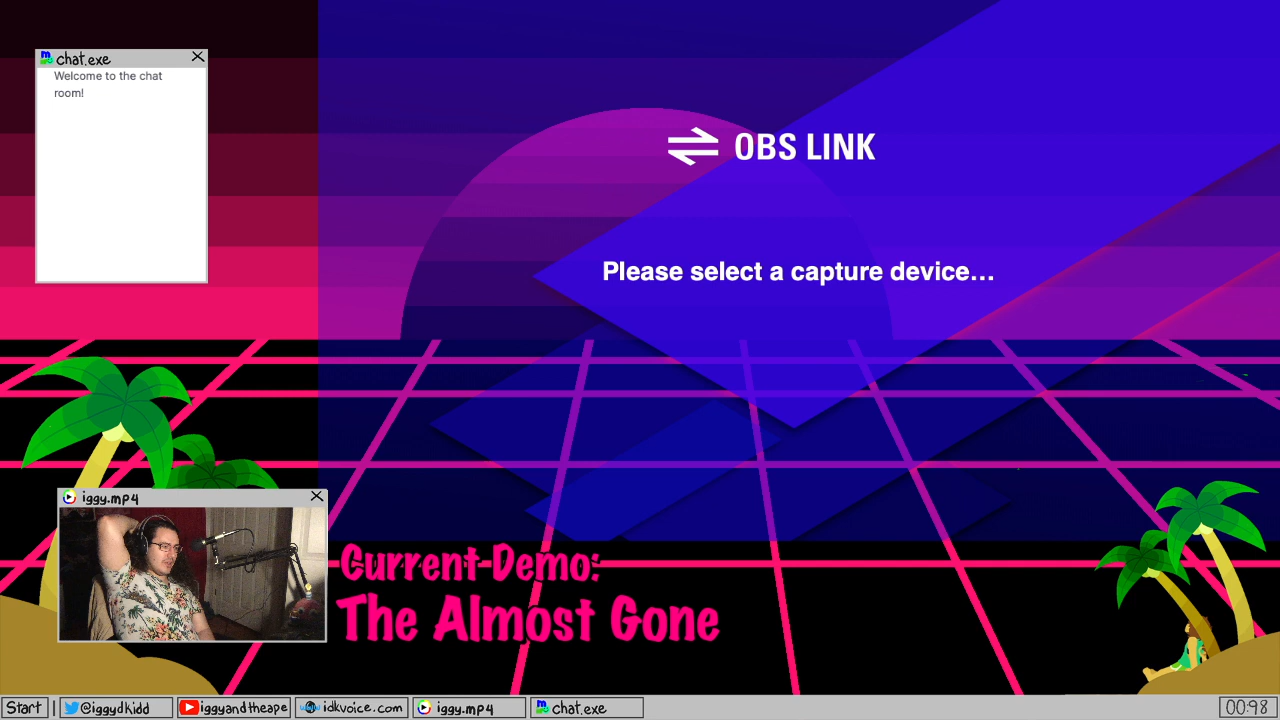 chat.exe
Welcome to the chat
room!
OBS LINK
Please select a capture device...
iggy.mp4
Current Demo:
The Almost Gone
Start | @iggydkidd iggyandtheape www idkvoice.com iggy.mp4 chat.exe 00:98